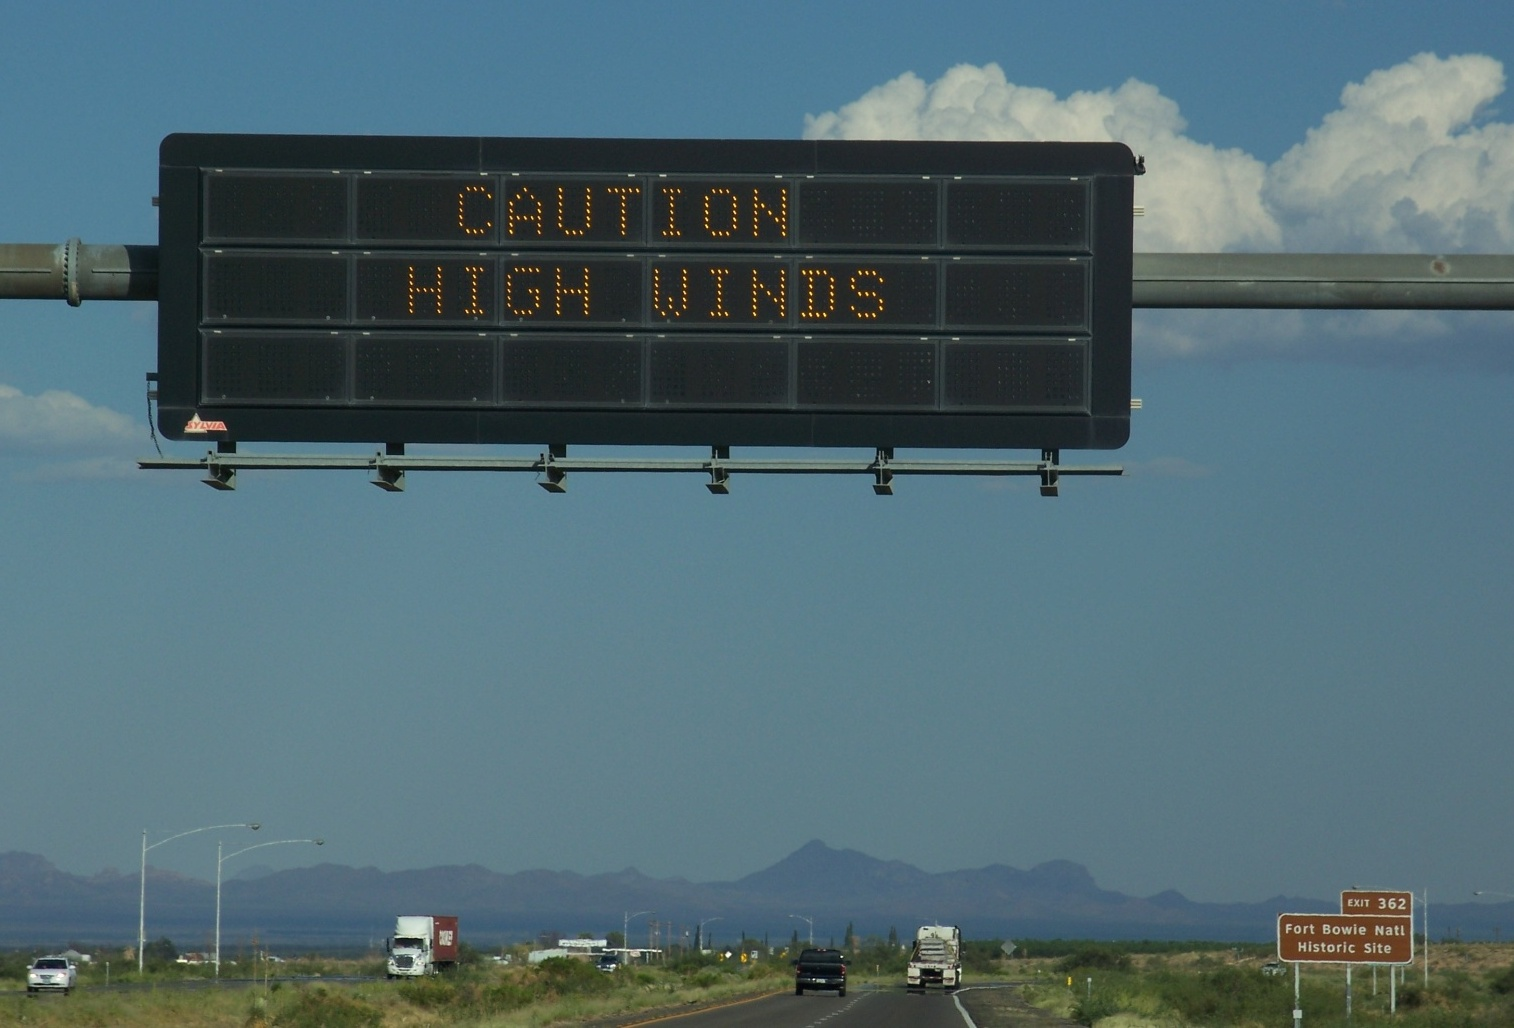 CAUTION
HIGH WINDS
SYLVIA
EXIT 362
Fort Bowie Natl
Historic Site